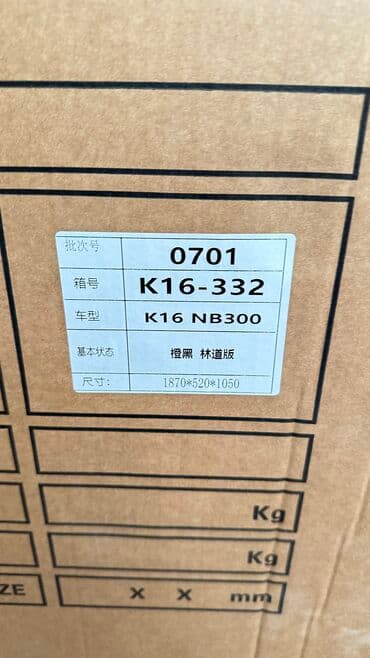 批次号 0701
箱号 K16-332
车型 K16 NB300
基本状态 橙黑 林道版
尺寸: 1870*520*1050
Kg
Kg
ZE X X mm